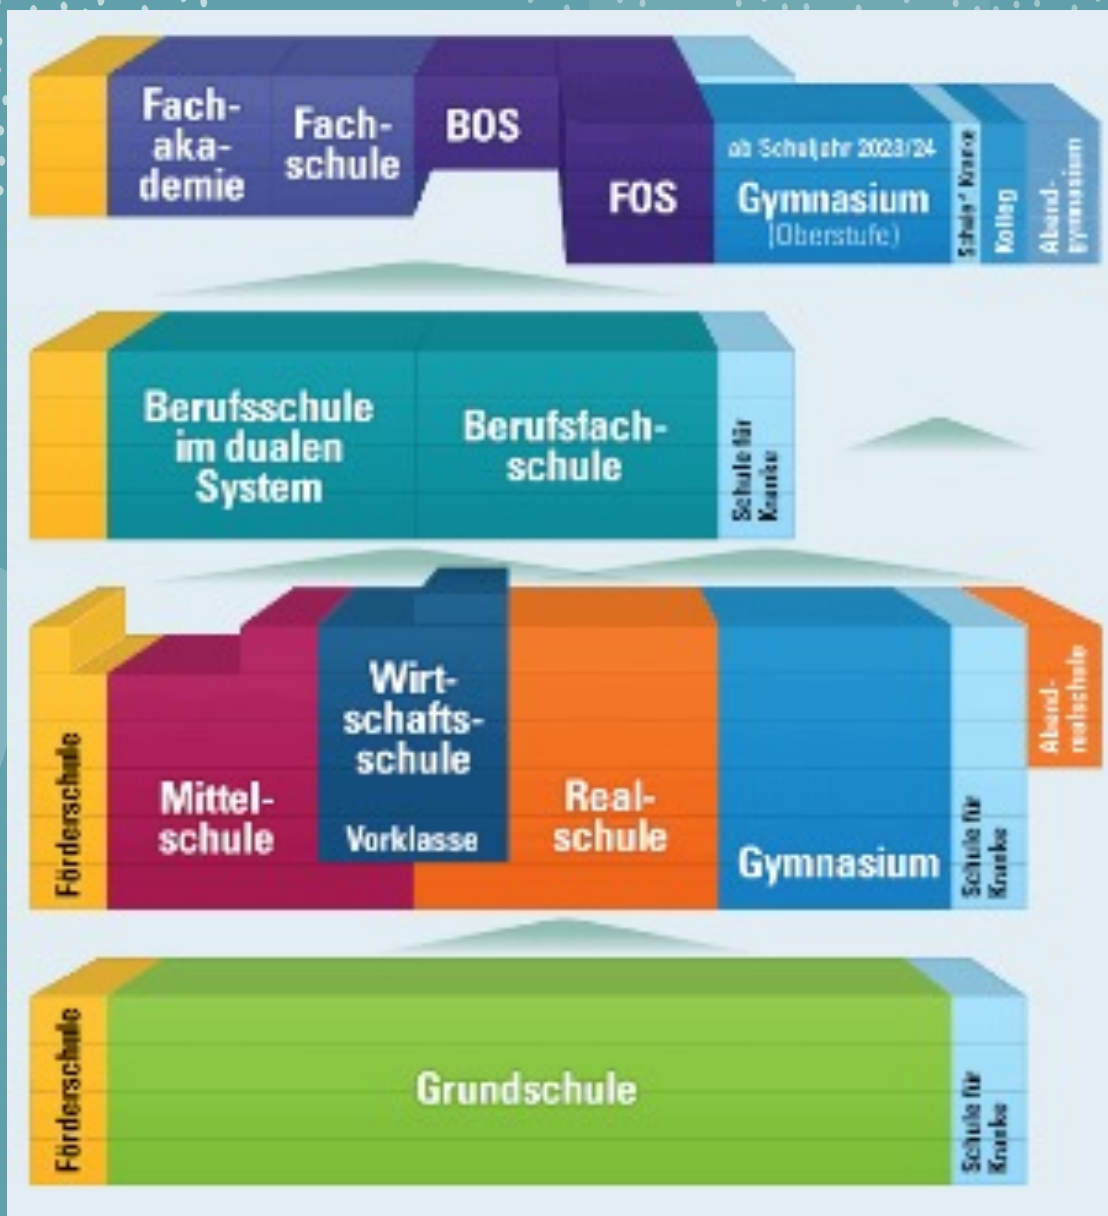 Fach-
aka-
demie
Fach-
schule
BOS
FOS
ab Schuljahr 2023/24
Gymnasium
(Oberstufe)
Schule f. Kranke
Kolleg
Abend-
gymnasium
Berufsschule
im dualen
System
Berufsfach-
schule
Schule für
Kranke
Förderschule
Mittel-
schule
Wirt-
schafts-
schule
Vorklasse
Real-
schule
Gymnasium
Schule für
Kranke
Abend-
realschule
Förderschule
Grundschule
Schule für
Kranke